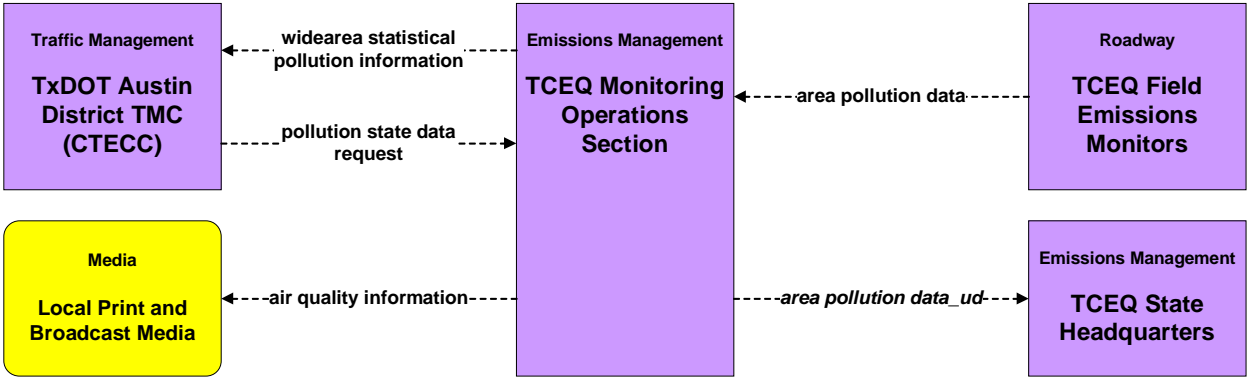 Traffic Management
TxDOT Austin
District TMC
(CTECC)
widearea statistical
pollution information
pollution state data
request
Emissions Management
TCEQ Monitoring
Operations
Section
area pollution data
Roadway
TCEQ Field
Emissions
Monitors
Media
Local Print and
Broadcast Media
air quality information
area pollution data_ud
Emissions Management
TCEQ State
Headquarters